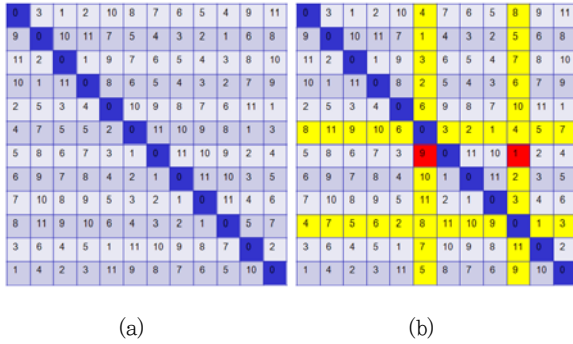 0 3 1 2 10 8 7 6 5 4 9 11
9 0 10 11 7 5 4 3 2 1 6 8
11 2 0 1 9 7 6 5 4 3 8 10
10 1 11 0 8 6 5 4 3 2 7 9
2 5 3 4 0 10 9 8 7 6 11 1
4 7 5 5 2 0 11 10 9 8 1 3
5 8 6 7 3 1 0 11 10 9 2 4
6 9 7 8 4 2 1 0 11 10 3 5
7 10 8 9 5 3 2 1 0 11 4 6
8 11 9 10 6 4 3 2 1 0 5 7
3 6 4 5 1 11 10 9 8 7 0 2
1 4 2 3 11 9 8 7 6 5 10 0
(a)
0 3 1 2 10 4 7 6 5 8 9 11
9 0 10 11 7 1 4 3 2 5 6 8
11 2 0 1 9 3 6 5 4 7 8 10
10 1 11 0 8 2 5 4 3 6 7 9
2 5 3 4 0 6 9 8 7 10 11 1
8 11 9 10 6 0 3 2 1 4 5 7
5 8 6 7 3 9 0 11 10 1 2 4
6 9 7 8 4 10 1 0 11 2 3 5
7 10 8 9 5 11 2 1 0 3 4 6
4 7 5 6 2 8 11 10 9 0 1 3
3 6 4 5 1 7 10 9 8 11 0 2
1 4 2 3 11 5 8 7 6 9 10 0
(b)